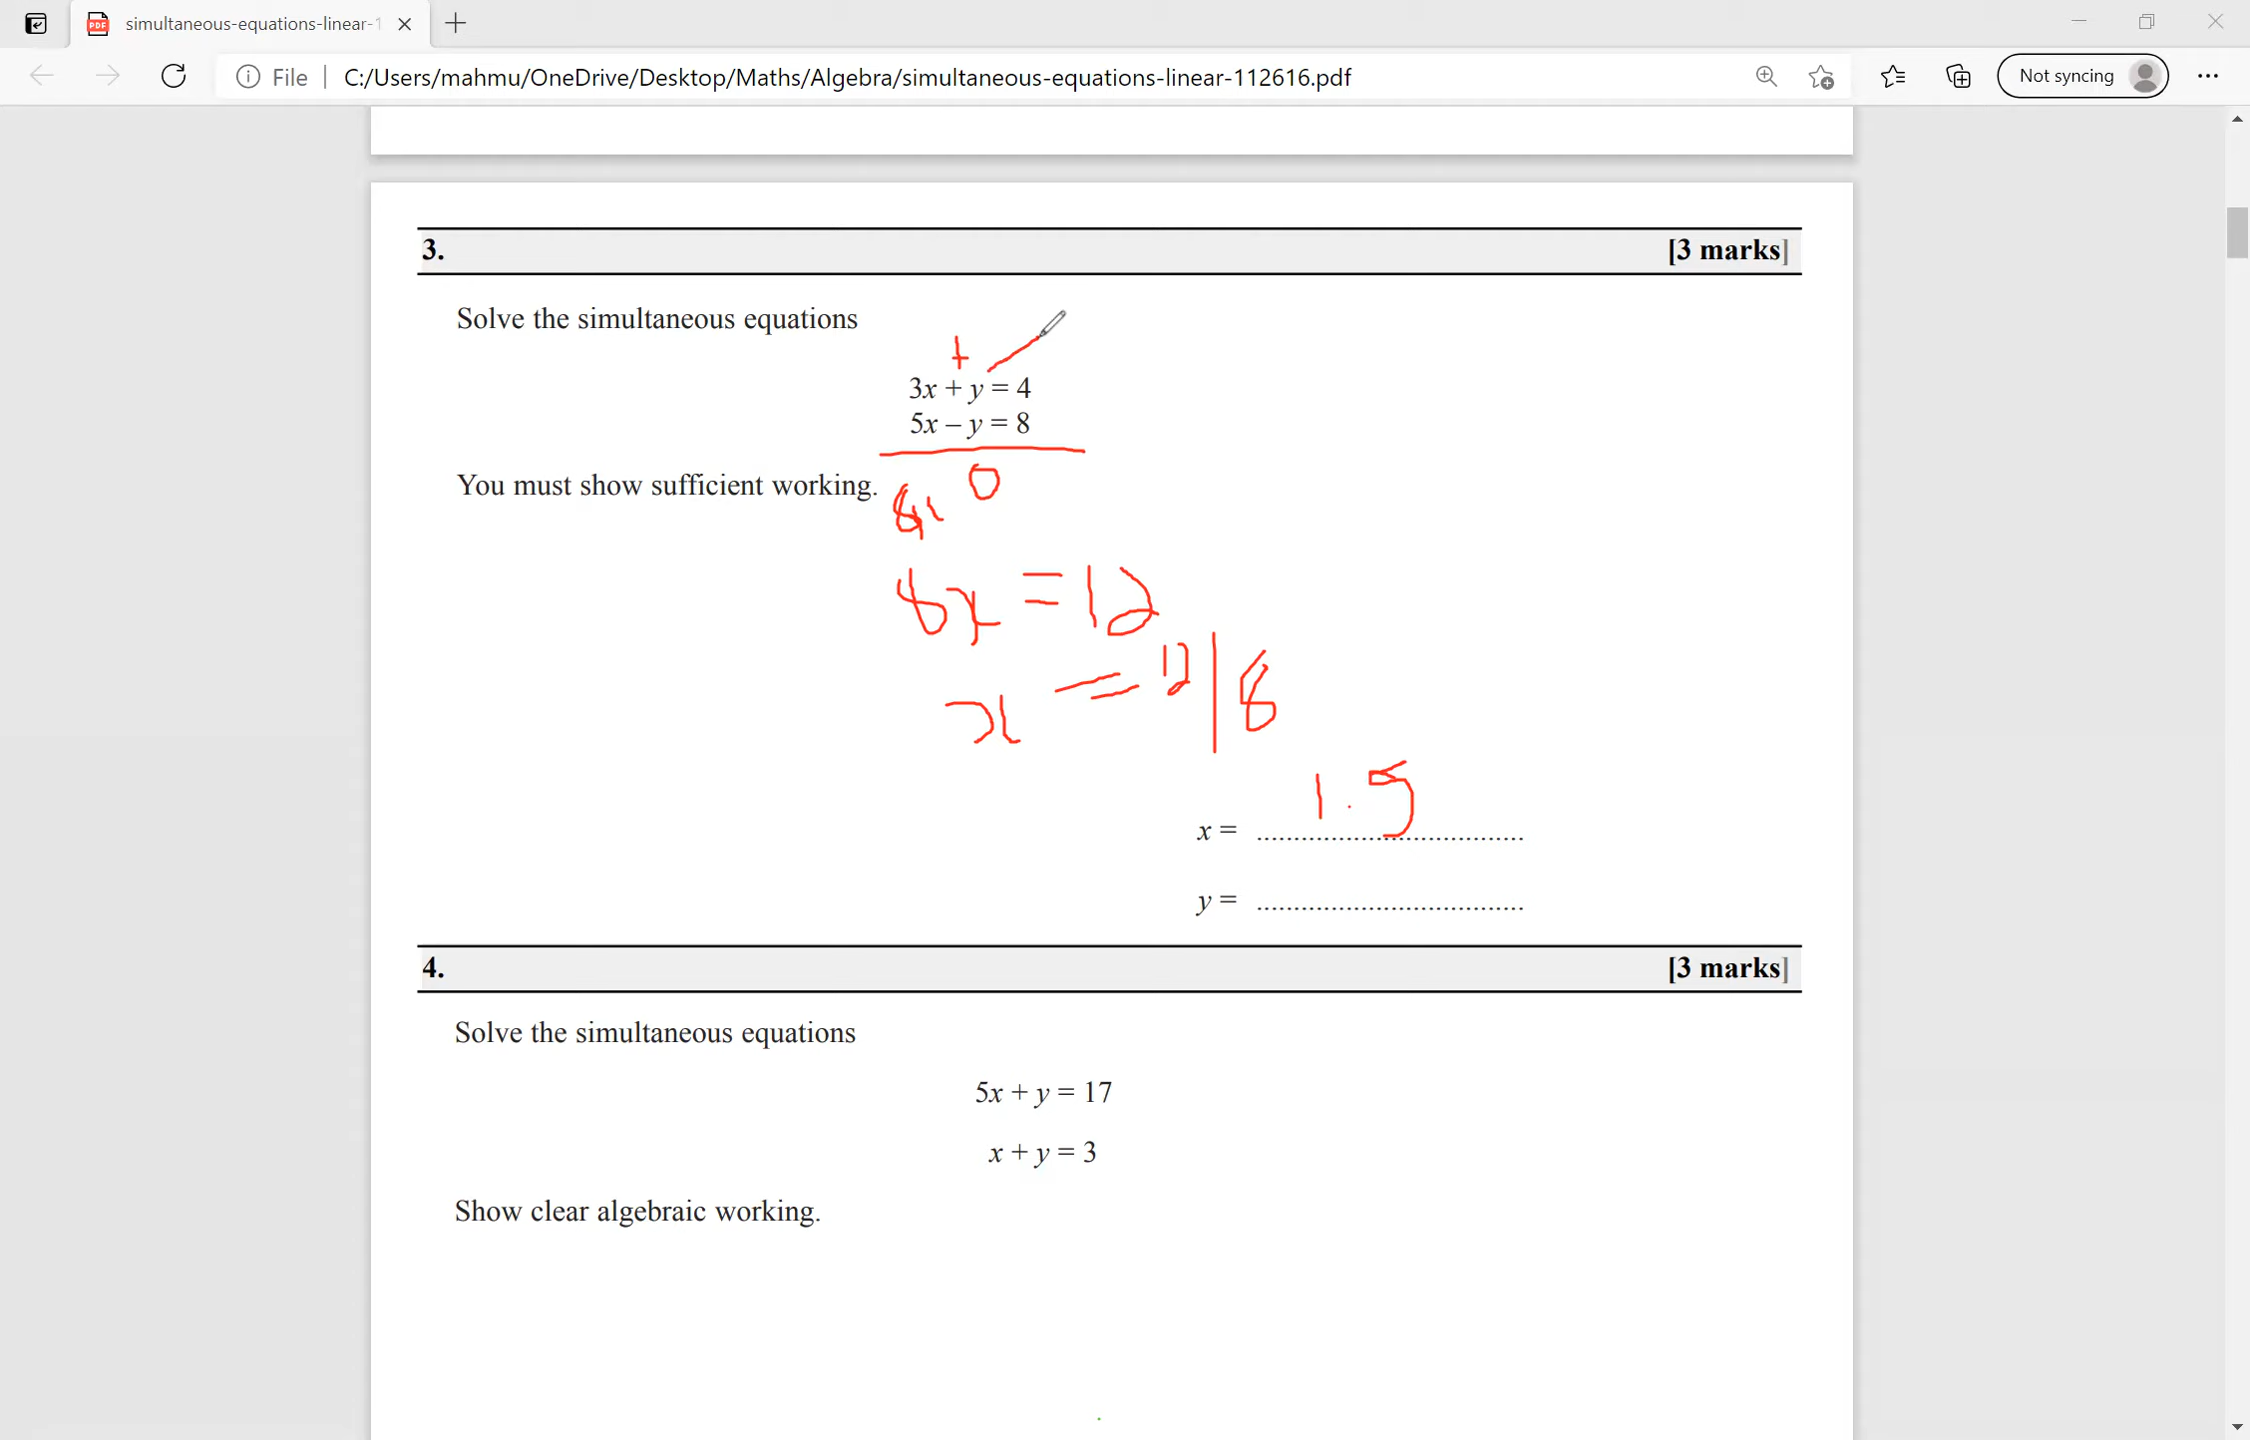 simultaneous-equations-linear-1
File | C:/Users/mahmu/OneDrive/Desktop/Maths/Algebra/simultaneous-equations-linear-112616.pdf
Not syncing
3. [3 marks]
Solve the simultaneous equations
+
3x + y = 4
5x – y = 8
0
You must show sufficient working.
8x
8x = 12
x = 12 | 8
1.5
x = ....................................
y = ....................................
4. [3 marks]
Solve the simultaneous equations
5x + y = 17
x + y = 3
Show clear algebraic working.